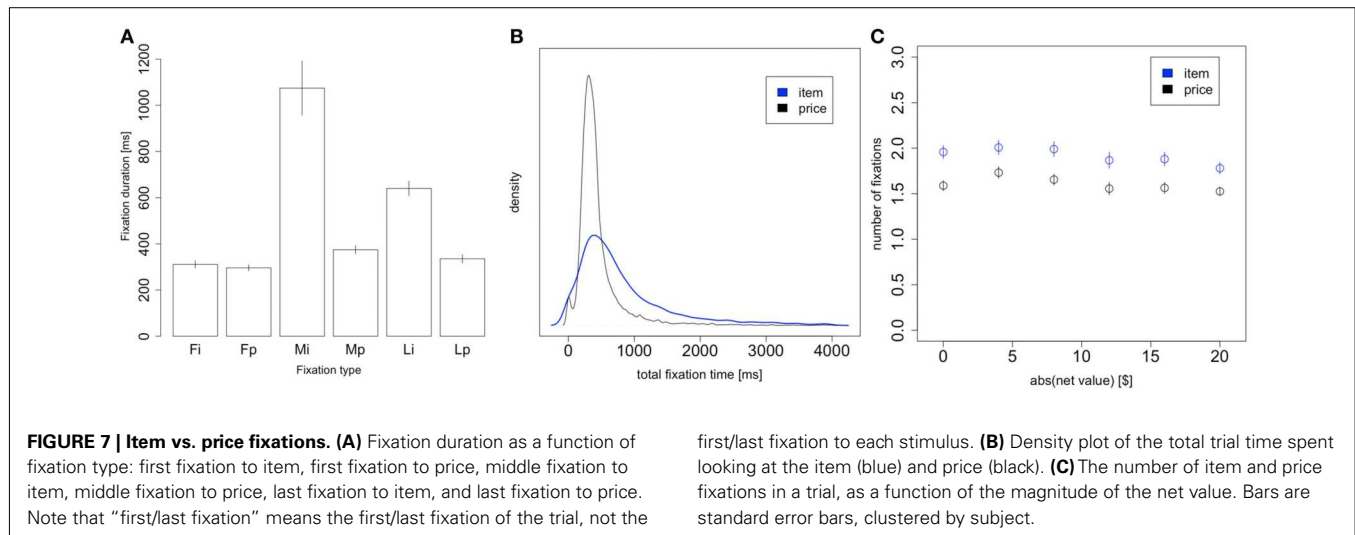 A
1200
1000
800
600
400
200
0
Fixation duration [ms]
Fi Fp Mi Mp Li Lp
Fixation type
B
item
price
density
0 1000 2000 3000 4000
total fixation time [ms]
C
3.0
2.5
2.0
1.5
1.0
0.5
0.0
number of fixations
item
price
0 5 10 15 20
abs(net value) [$]
FIGURE 7 | Item vs. price fixations. (A) Fixation duration as a function of
fixation type: first fixation to item, first fixation to price, middle fixation to
item, middle fixation to price, last fixation to item, and last fixation to price.
Note that “first/last fixation” means the first/last fixation of the trial, not the
first/last fixation to each stimulus. (B) Density plot of the total trial time spent
looking at the item (blue) and price (black). (C) The number of item and price
fixations in a trial, as a function of the magnitude of the net value. Bars are
standard error bars, clustered by subject.